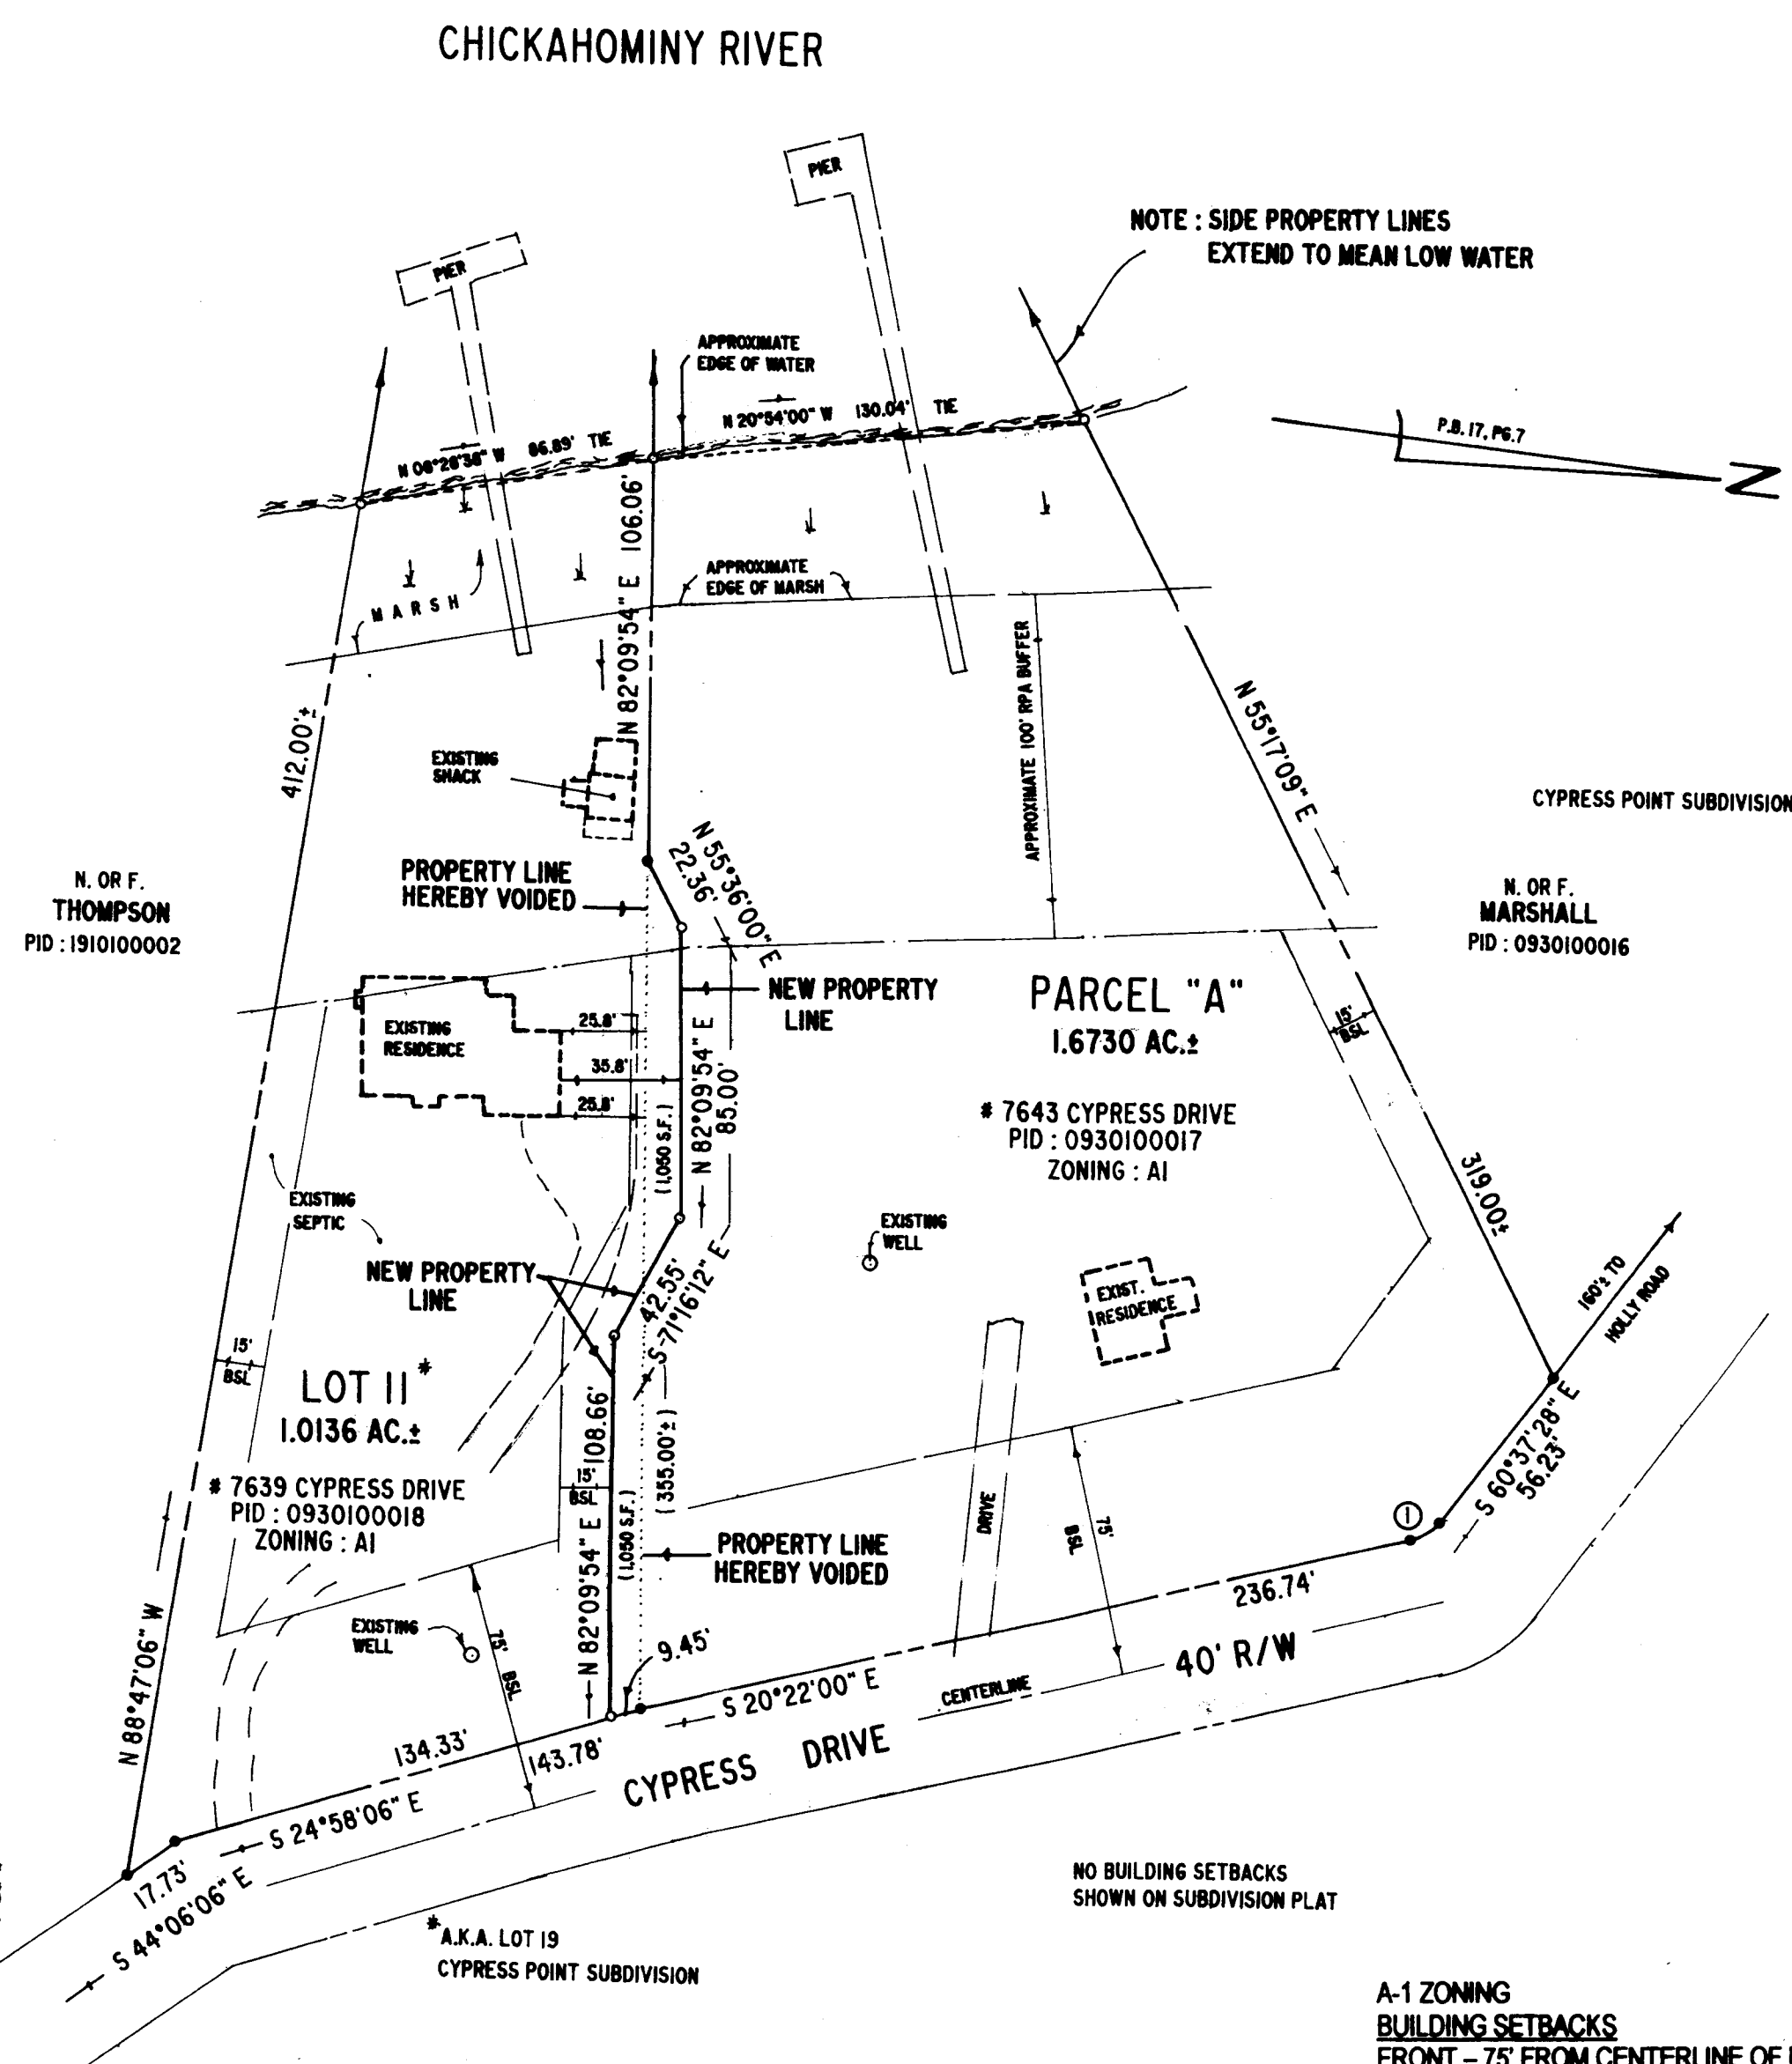 CHICKAHOMINY RIVER
PIER
PIER
NOTE : SIDE PROPERTY LINES
EXTEND TO MEAN LOW WATER
APPROXIMATE
EDGE OF WATER
N 20°54'00" W 130.04' TIE
N 06°26'36" W 86.89' TIE
P.B. 17, PG.7
N
N 82°09'54" E 106.06'
APPROXIMATE
EDGE OF MARSH
MARSH
412.00'±
EXISTING
SHACK
APPROXIMATE 100' RPA BUFFER
N 55°17'09" E
CYPRESS POINT SUBDIVISION
N 55°36'00" E
22.36'
PROPERTY LINE
HEREBY VOIDED
N. OR F.
THOMPSON
PID : 1910100002
N. OR F.
MARSHALL
PID : 0930100016
NEW PROPERTY
LINE
PARCEL "A"
1.6730 AC.±
# 7643 CYPRESS DRIVE
PID : 0930100017
ZONING : A1
15'
BSL
EXISTING
RESIDENCE
25.8'
35.8'
25.8'
(1,050 S.F.)
N 82°09'54" E
85.00'
319.00'±
EXISTING
SEPTIC
EXISTING
WELL
NEW PROPERTY
LINE
42.55'
S 71°16'12" E
EXIST.
RESIDENCE
160'± TO
HOLLY ROAD
15'
BSL
LOT 11*
1.0136 AC.±
# 7639 CYPRESS DRIVE
PID : 0930100018
ZONING : A1
108.66'
15'
BSL
N 82°09'54" E
(1,050 S.F.)
(355.00'±)
DRIVE
75'
BSL
1
S 60°37'28" E
56.23'
PROPERTY LINE
HEREBY VOIDED
236.74'
EXISTING
WELL
75'
BSL
9.45'
N 88°47'06" W
S 20°22'00" E
CENTERLINE
40' R/W
134.33'
143.78'
CYPRESS DRIVE
S 24°58'06" E
17.73'
S 44°06'06" E
NO BUILDING SETBACKS
SHOWN ON SUBDIVISION PLAT
*A.K.A. LOT 19
CYPRESS POINT SUBDIVISION
A-1 ZONING
BUILDING SETBACKS
FRONT – 75' FROM CENTERLINE OF